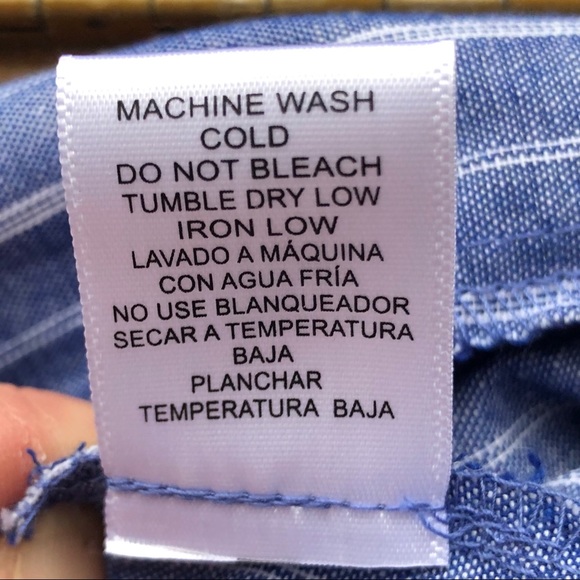 MACHINE WASH
COLD
DO NOT BLEACH
TUMBLE DRY LOW
IRON LOW
LAVADO A MÁQUINA
CON AGUA FRÍA
NO USE BLANQUEADOR
SECAR A TEMPERATURA
BAJA
PLANCHAR
TEMPERATURA BAJA